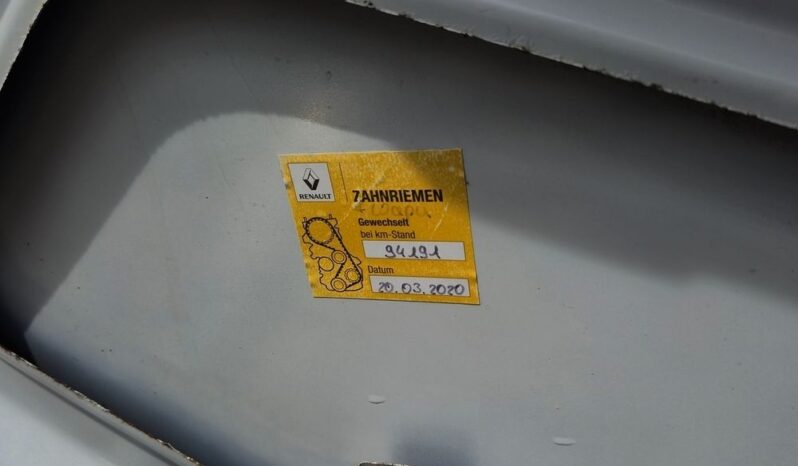 RENAULT
ZAHNRIEMEN
Gewechselt
bei km-Stand
94191
Datum
20.03.2020